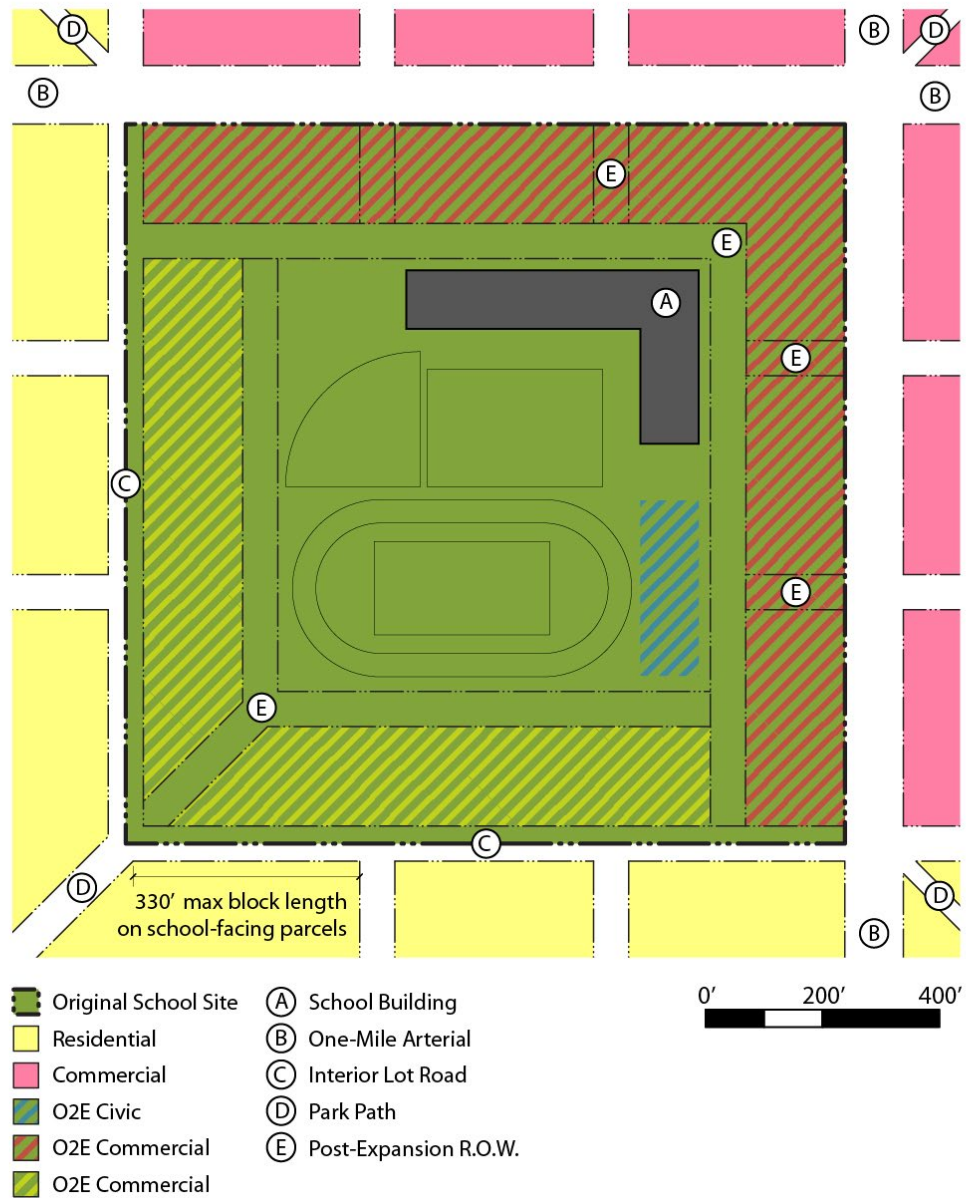 D
B
D
B
B
E
E
A
E
C
E
E
C
D
D
B
330’ max block length
on school-facing parcels
Original School Site
Residential
Commercial
O2E Civic
O2E Commercial
O2E Commercial
A School Building
B One-Mile Arterial
C Interior Lot Road
D Park Path
E Post-Expansion R.O.W.
0’ 200’ 400’